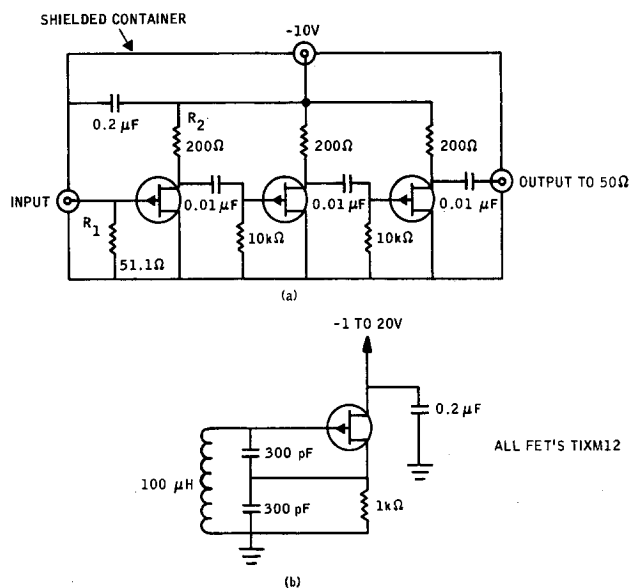 SHIELDED CONTAINER
-10V
0.2 μF
R2
200Ω
200Ω
200Ω
INPUT
0.01 μF
0.01 μF
0.01 μF
OUTPUT TO 50Ω
R1
51.1Ω
10kΩ
10kΩ
(a)
-1 TO 20V
0.2 μF
300 pF
ALL FET'S TIXM12
100 μH
300 pF
1kΩ
(b)